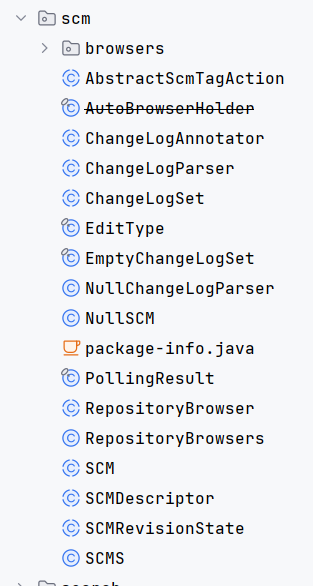 scm
browsers
AbstractScmTagAction
AutoBrowserHolder
ChangeLogAnnotator
ChangeLogParser
ChangeLogSet
EditType
EmptyChangeLogSet
NullChangeLogParser
NullSCM
package-info.java
PollingResult
RepositoryBrowser
RepositoryBrowsers
SCM
SCMDescriptor
SCMRevisionState
SCMS